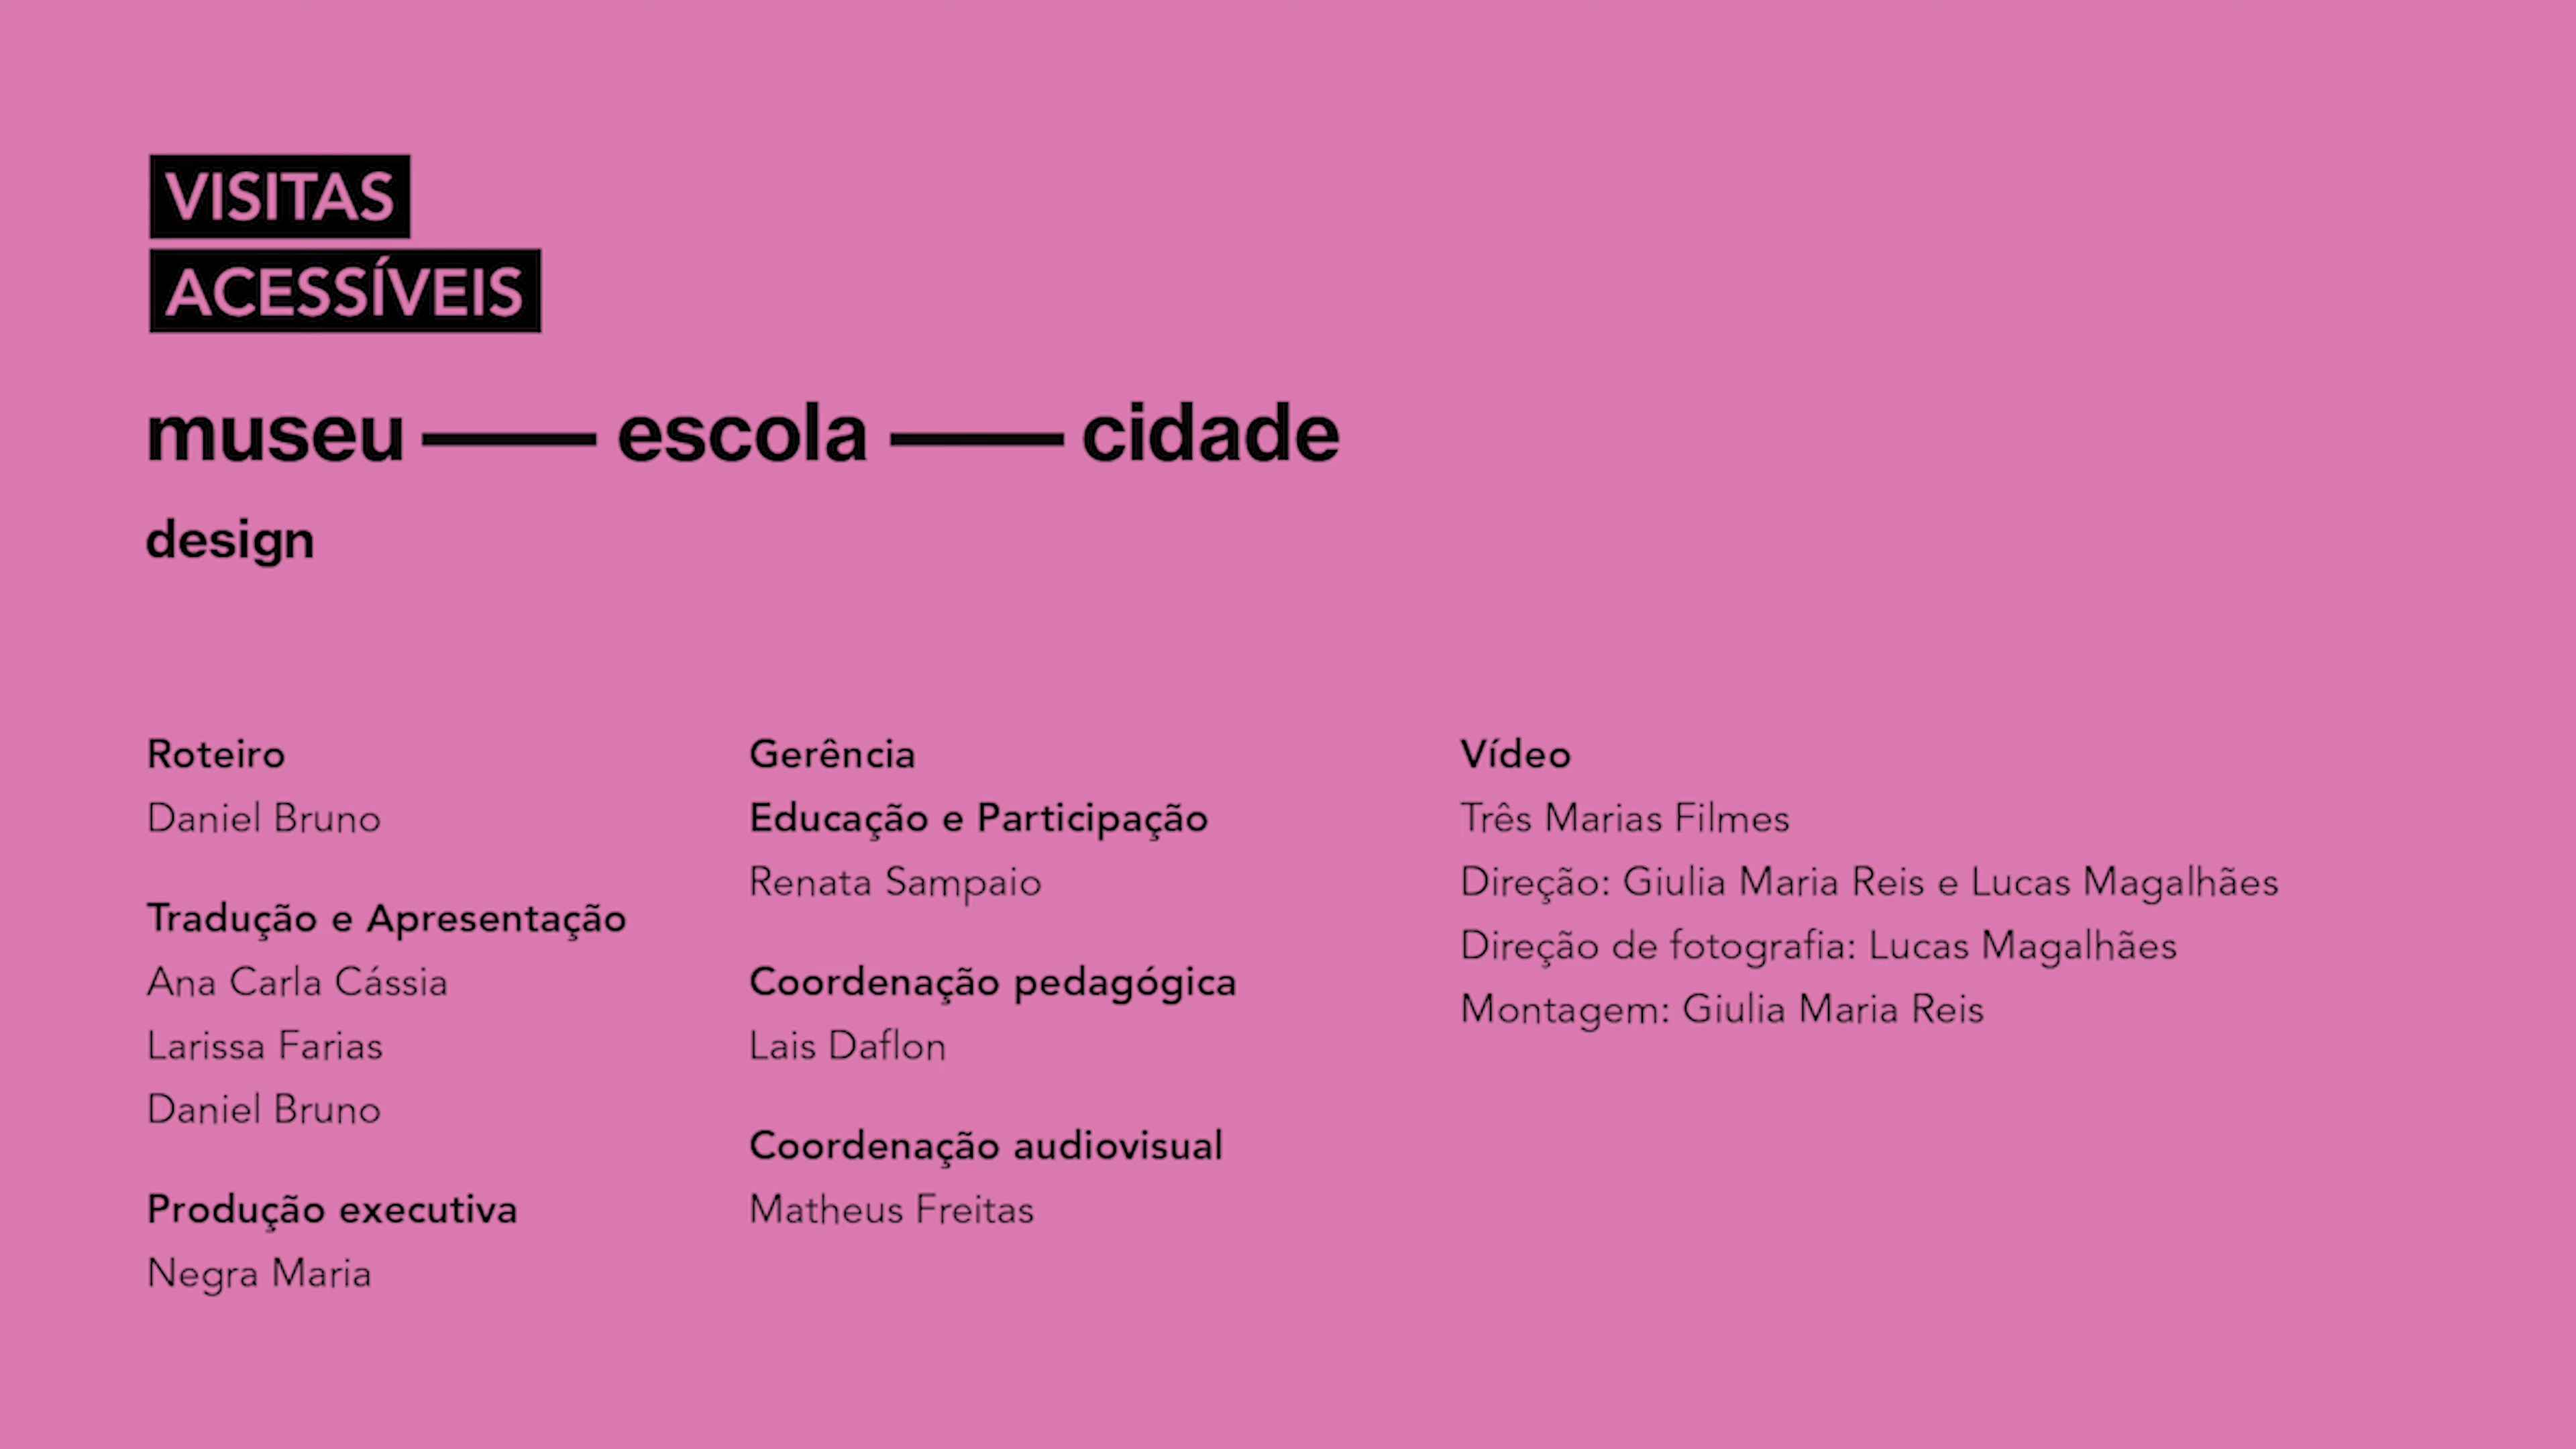 VISITAS
ACESSÍVEIS
museu — escola — cidade
design
Roteiro
Daniel Bruno
Tradução e Apresentação
Ana Carla Cássia
Larissa Farias
Daniel Bruno
Produção executiva
Negra Maria
Gerência
Educação e Participação
Renata Sampaio
Coordenação pedagógica
Lais Daflon
Coordenação audiovisual
Matheus Freitas
Vídeo
Três Marias Filmes
Direção: Giulia Maria Reis e Lucas Magalhães
Direção de fotografia: Lucas Magalhães
Montagem: Giulia Maria Reis